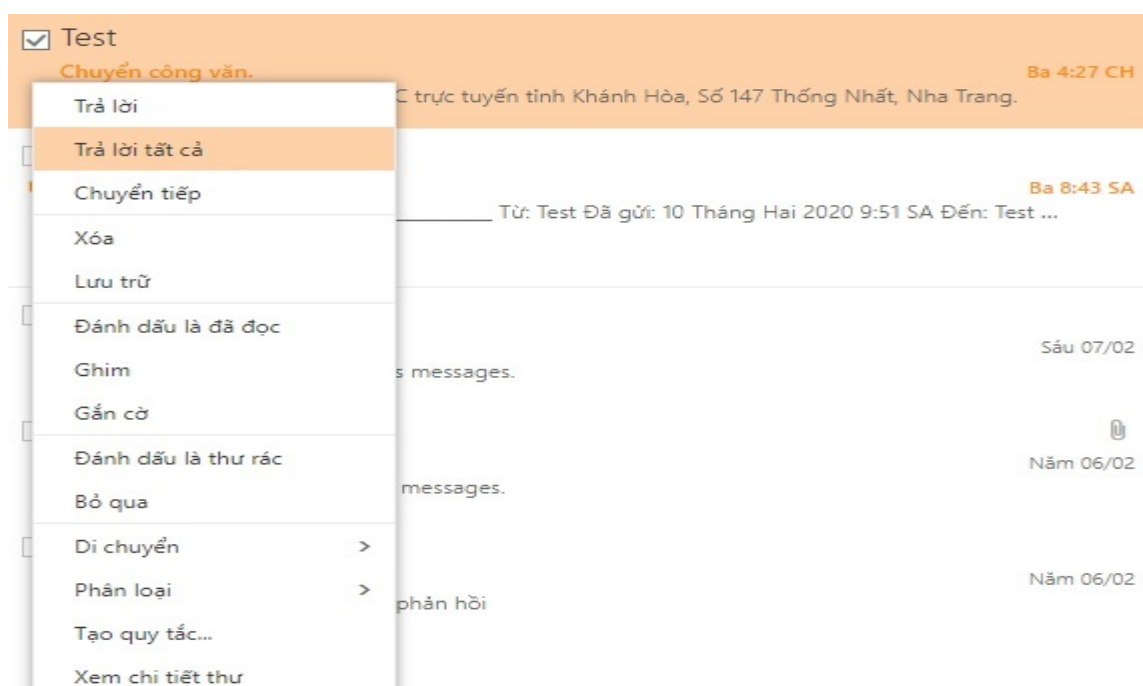 Test
Chuyển công văn.
Ba 4:27 CH
C trực tuyến tỉnh Khánh Hòa, Số 147 Thống Nhất, Nha Trang.
Trả lời
Trả lời tất cả
Chuyển tiếp
Ba 8:43 SA
Từ: Test Đã gửi: 10 Tháng Hai 2020 9:51 SA Đến: Test ...
Xóa
Lưu trữ
Đánh dấu là đã đọc
Sáu 07/02
Ghim
s messages.
Gắn cờ
Đánh dấu là thư rác
Năm 06/02
messages.
Bỏ qua
Di chuyển >
Năm 06/02
Phân loại >
phản hồi
Tạo quy tắc...
Xem chi tiết thư